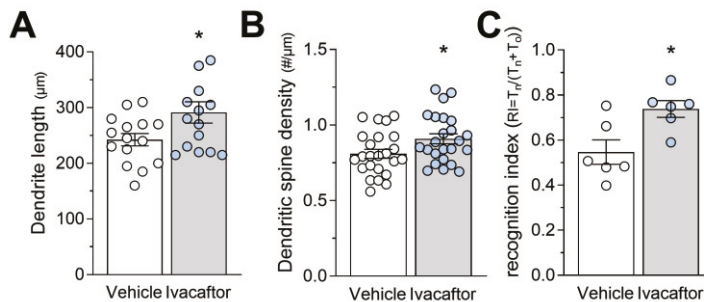 A
Dendrite length (µm)
400
300
200
100
0
*
Vehicle Ivacaftor
B
Dendritic spine density (#/µm)
1.5
1.0
0.5
0.0
*
Vehicle Ivacaftor
C
recognition index (RI=Tn/(Tn+To)
1.0
0.8
0.6
0.4
0.2
0.0
*
Vehicle Ivacaftor